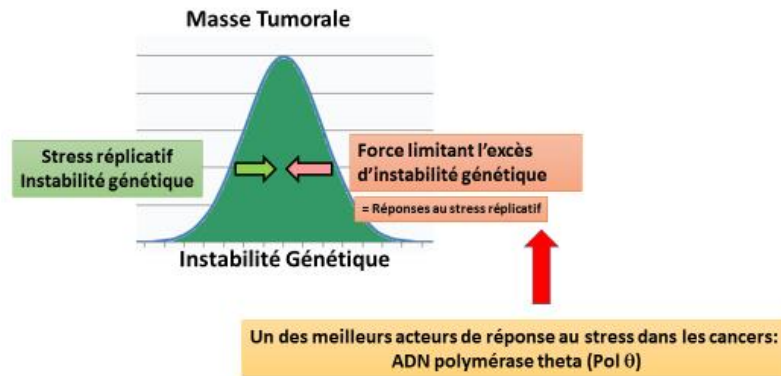 Masse Tumorale
Stress réplicatif
Instabilité génétique
Force limitant l'excès
d'instabilité génétique
= Réponses au stress réplicatif
Instabilité Génétique
Un des meilleurs acteurs de réponse au stress dans les cancers:
ADN polymérase theta (Pol θ)